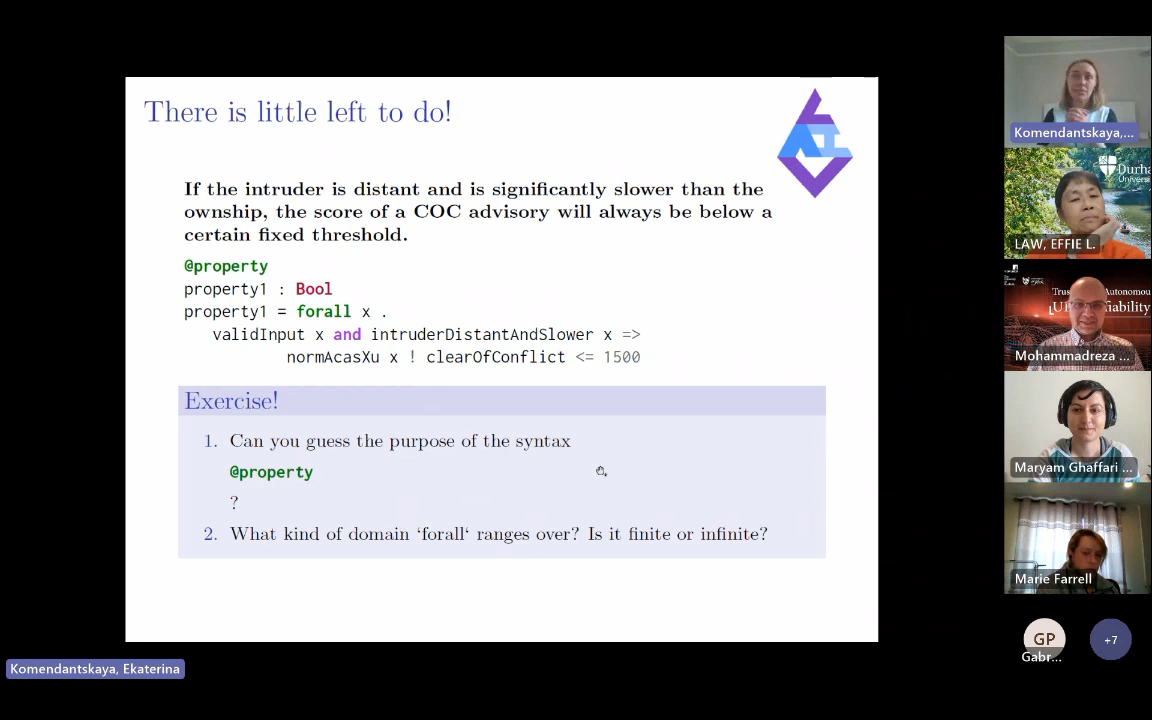 There is little left to do!
If the intruder is distant and is significantly slower than the
ownship, the score of a COC advisory will always be below a
certain fixed threshold.
@property
property1 : Bool
property1 = forall x .
validInput x and intruderDistantAndSlower x =>
normAcasXu x ! clearOfConflict <= 1500
Exercise!
1. Can you guess the purpose of the syntax
@property
?
2. What kind of domain ‘forall‘ ranges over? Is it finite or infinite?
Komendantskaya,...
Durha
Universi
LAW, EFFIE L.
Mohammadreza ...
Maryam Ghaffari ...
Marie Farrell
GP
+7
Gabr...
Komendantskaya, Ekaterina